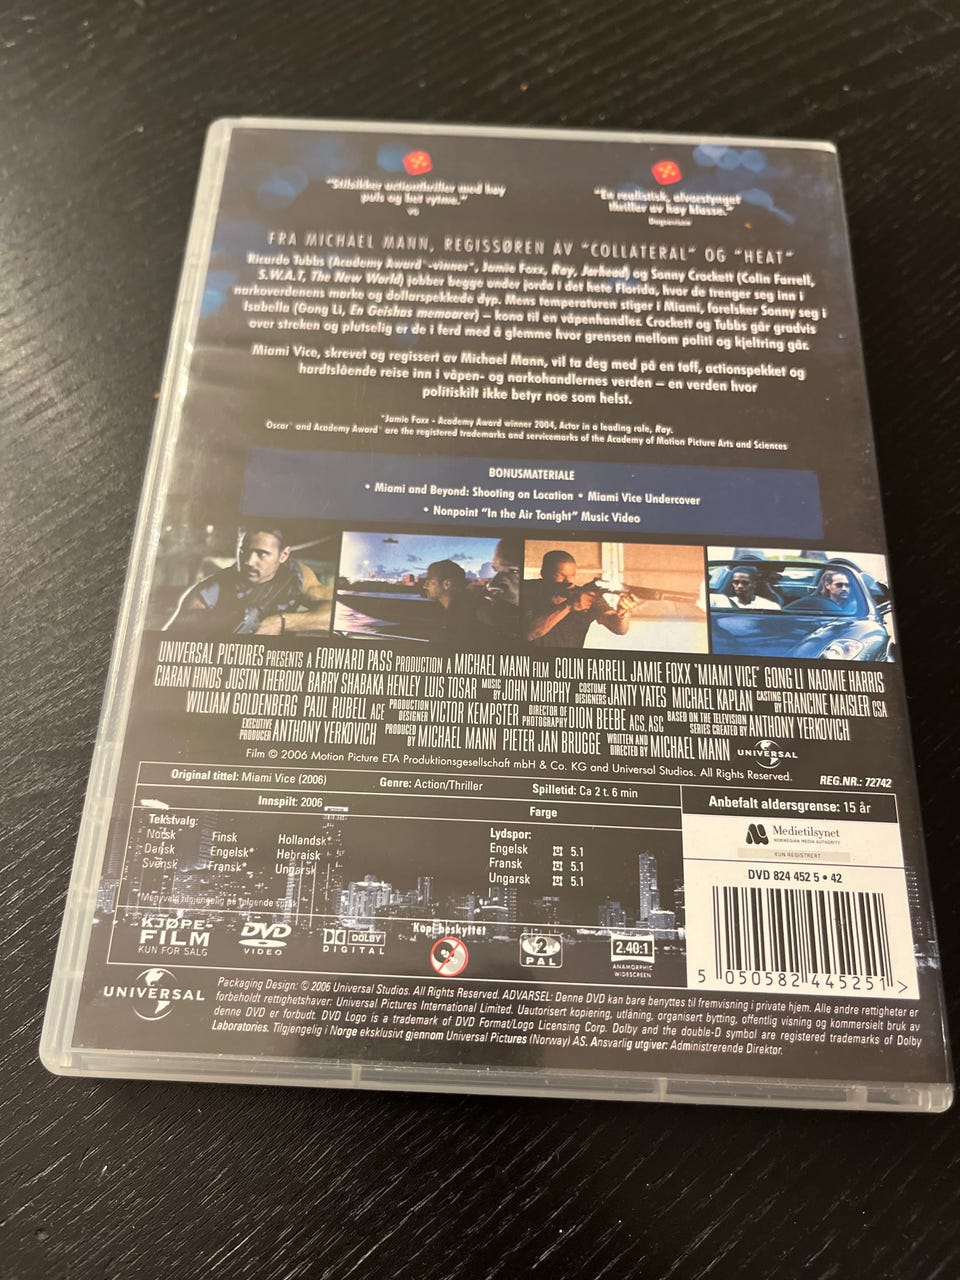 "Stilsikker actionthriller med høy
puls og het rytme."
VG
"En realistisk, alvorstynget
thriller av høy klasse."
Dagsavisen
FRA MICHAEL MANN, REGISSØREN AV "COLLATERAL" OG "HEAT"
Ricardo Tubbs (Academy Award®-vinner*, Jamie Foxx, Ray, Jarhead) og Sonny Crockett (Colin Farrell,
S.W.A.T, The New World) jobber begge under jorda i det hete Florida, hvor de trenger seg inn i
narkoverdenens mørke og dollarspekkede dyp. Mens temperaturen stiger i Miami, forelsker Sonny seg i
Isabella (Gong Li, En Geishas memoarer) – kona til en våpenhandler. Crockett og Tubbs går gradvis
over streken og plutselig er de i ferd med å glemme hvor grensen mellom politi og kjeltring går.
Miami Vice, skrevet og regissert av Michael Mann, vil ta deg med på en tøff, actionspekket og
hardtslående reise inn i våpen- og narkohandlernes verden – en verden hvor
politiskilt ikke betyr noe som helst.
*Jamie Foxx - Academy Award winner 2004, Actor in a leading role, Ray.
Oscar® and Academy Award® are the registered trademarks and servicemarks of the Academy of Motion Picture Arts and Sciences
BONUSMATERIALE
• Miami and Beyond: Shooting on Location • Miami Vice Undercover
• Nonpoint "In the Air Tonight" Music Video
UNIVERSAL PICTURES PRESENTS A FORWARD PASS PRODUCTION A MICHAEL MANN FILM COLIN FARRELL JAMIE FOXX "MIAMI VICE" GONG LI NAOMIE HARRIS
CIARÁN HINDS JUSTIN THEROUX BARRY SHABAKA HENLEY LUIS TOSAR MUSIC BY JOHN MURPHY COSTUME DESIGNERS JANTY YATES MICHAEL KAPLAN CASTING BY FRANCINE MAISLER CSA
WILLIAM GOLDENBERG PAUL RUBELL ACE PRODUCTION DESIGNER VICTOR KEMPSTER DIRECTOR OF PHOTOGRAPHY DION BEEBE ACS, ASC BASED ON THE TELEVISION SERIES CREATED BY ANTHONY YERKOVICH
EXECUTIVE PRODUCER ANTHONY YERKOVICH PRODUCED BY MICHAEL MANN PIETER JAN BRUGGE WRITTEN AND DIRECTED BY MICHAEL MANN UNIVERSAL
Film © 2006 Motion Picture ETA Produktionsgesellschaft mbH & Co. KG and Universal Studios. All Rights Reserved.
REG.NR.: 72742
Original tittel: Miami Vice (2006)
Genre: Action/Thriller
Spilletid: Ca 2 t. 6 min
Innspilt: 2006
Farge
Tekstvalg:
Norsk Finsk Hollandsk*
Dansk Engelsk* Hebraisk
Svensk Fransk* Ungarsk
*Menyvalg tilgjengelig på følgende språk
Lydspor:
Engelsk 5.1
Fransk 5.1
Ungarsk 5.1
Anbefalt aldersgrense: 15 år
Medietilsynet
NORWEGIAN MEDIA AUTHORITY
KUN REGISTRERT
DVD 824 452 5 • 42
5 050582 445251 >
KJØPE-
FILM
KUN FOR SALG
DVD
VIDEO
DOLBY
DIGITAL
Kopibeskyttet
2
PAL
2.40:1
ANAMORPHIC
WIDESCREEN
UNIVERSAL
Packaging Design: © 2006 Universal Studios. All Rights Reserved. ADVARSEL: Denne DVD kan bare benyttes til fremvisning i private hjem. Alle andre rettigheter er
forbeholdt rettighetshaver: Universal Pictures International Limited. Uautorisert kopiering, utlåning, organisert bytting, offentlig visning og kommersielt bruk av
denne DVD er forbudt. DVD Logo is a trademark of DVD Format/Logo Licensing Corp. Dolby and the double-D symbol are registered trademarks of Dolby
Laboratories. Tilgjengelig i Norge eksklusivt gjennom Universal Pictures (Norway) AS. Ansvarlig utgiver: Administrerende Direktør.